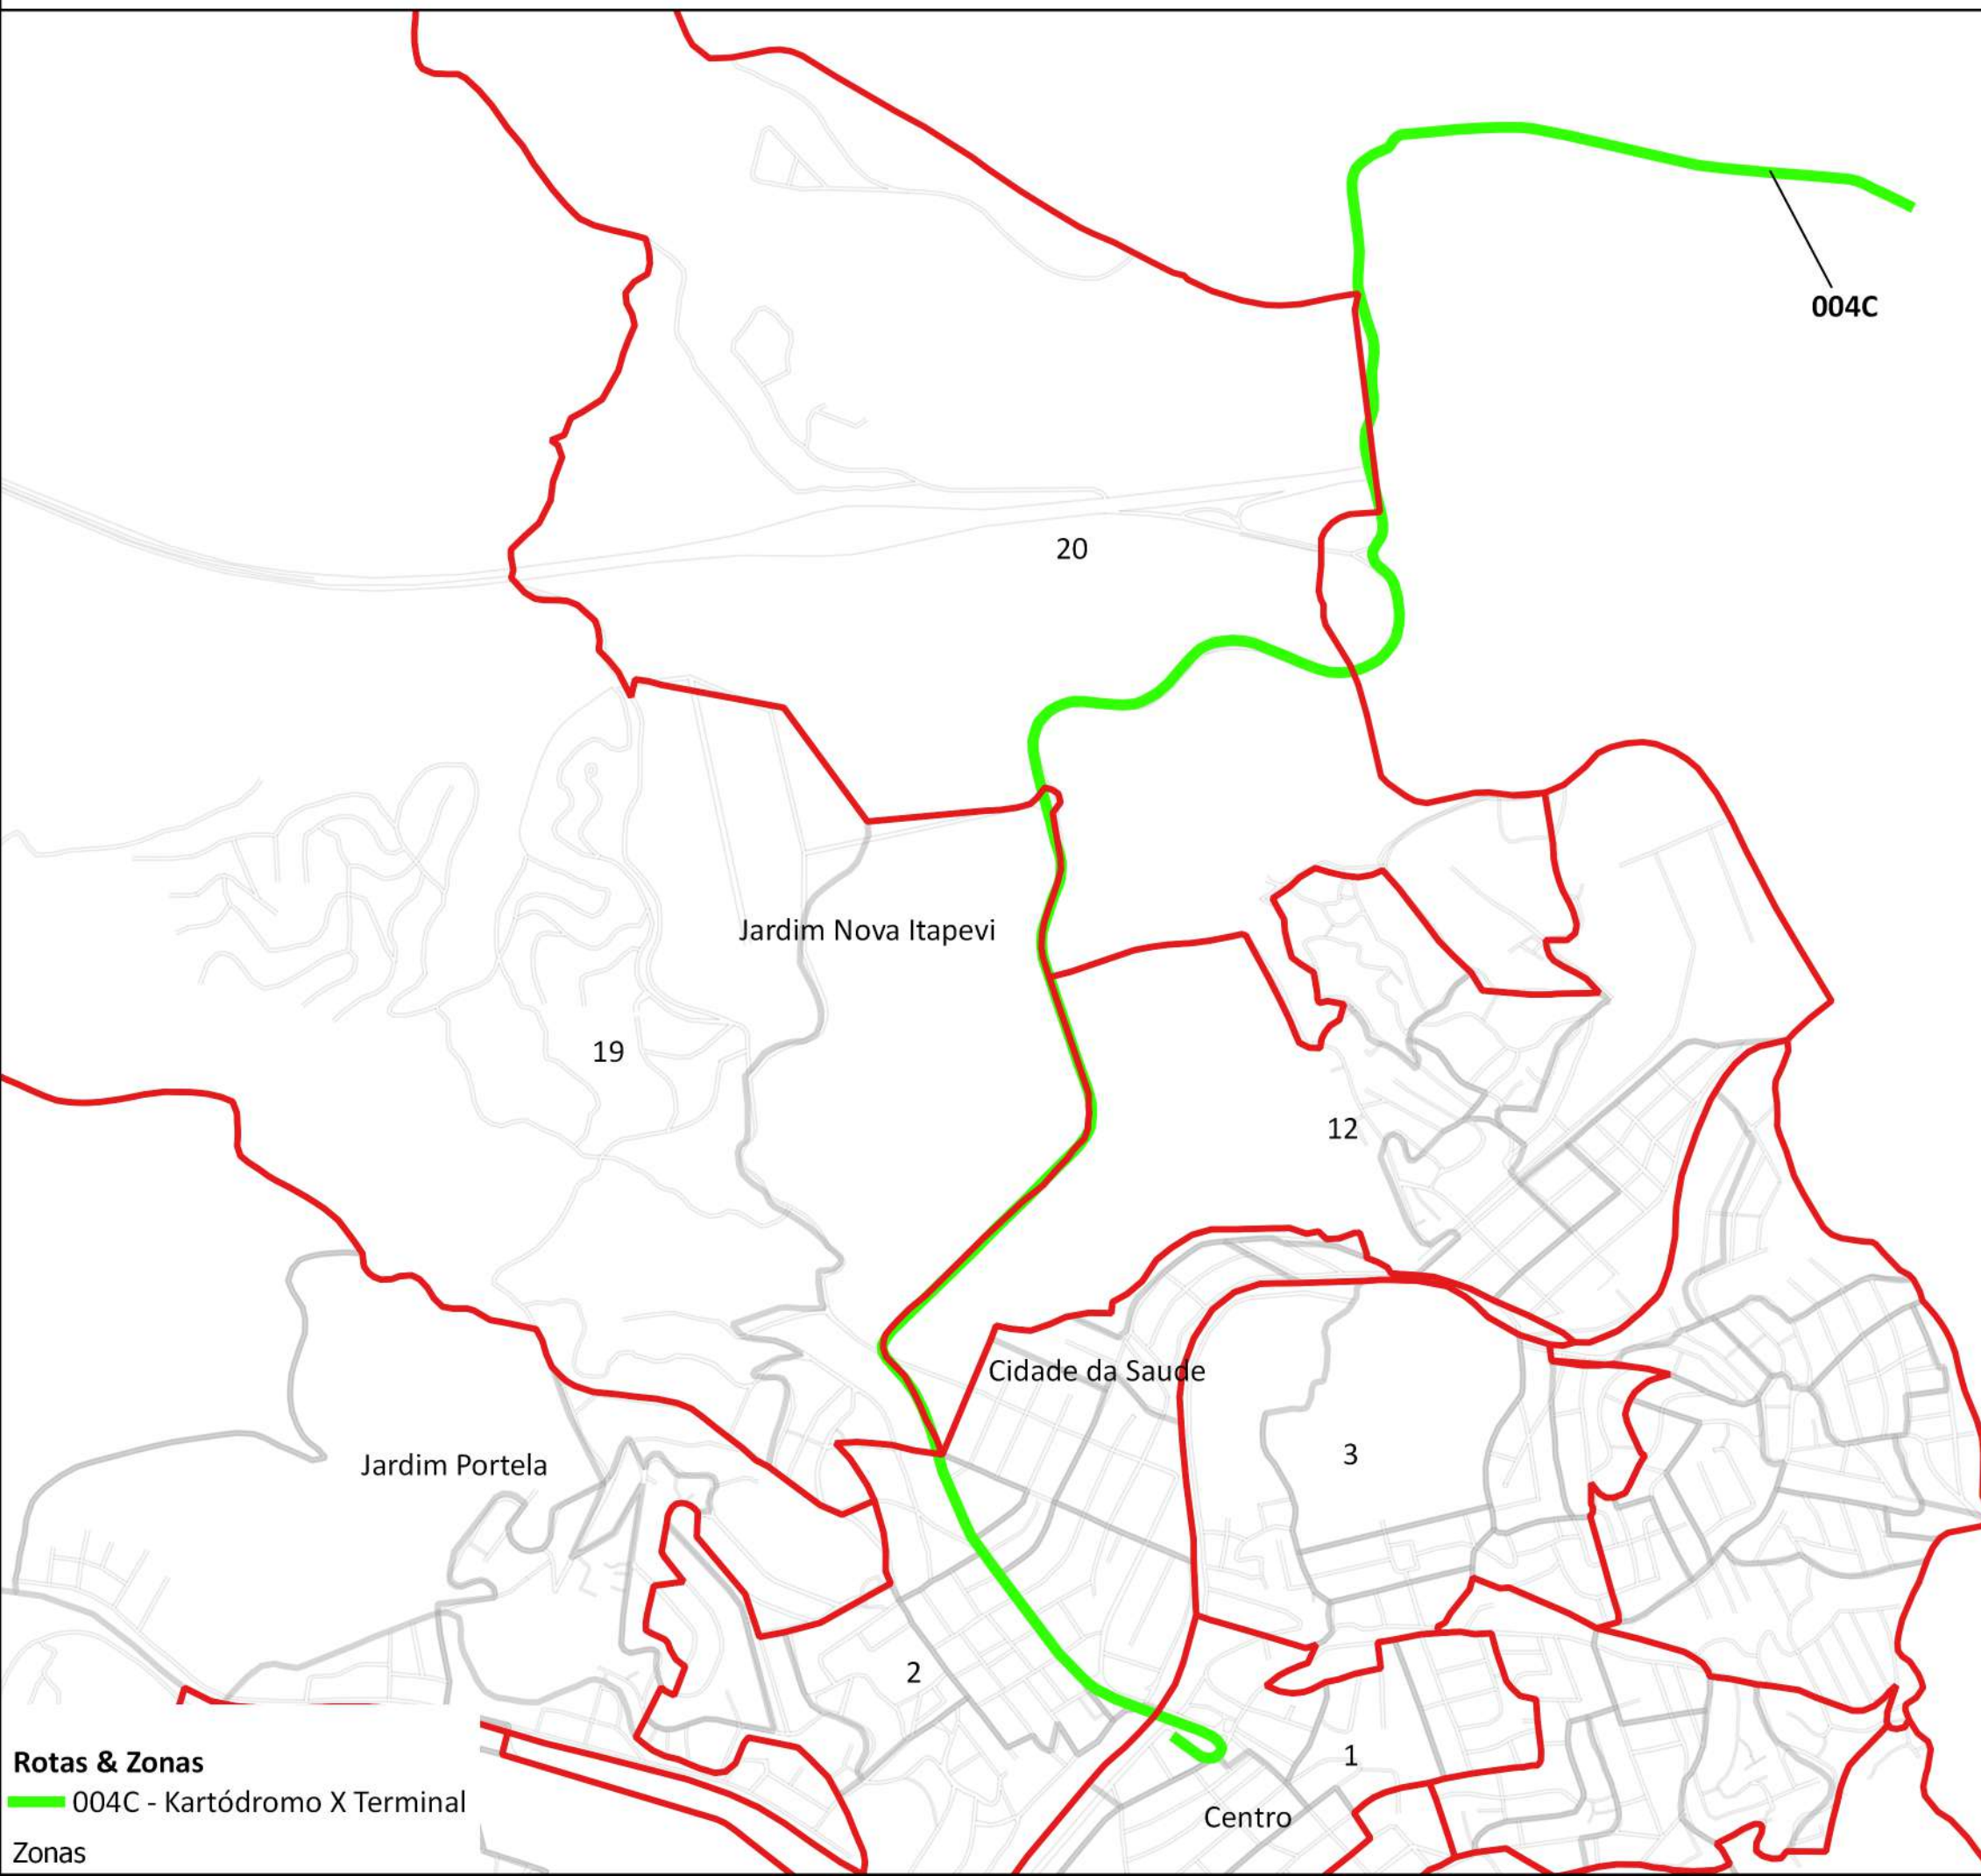 004C
20
Jardim Nova Itapevi
19
12
Cidade da Saude
3
Jardim Portela
2
1
Centro
Rotas & Zonas
004C - Kartódromo X Terminal
Zonas